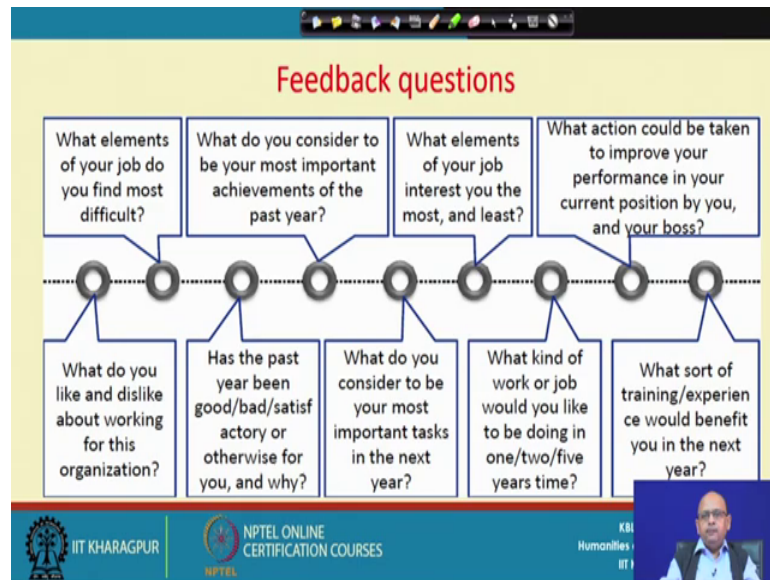 Feedback questions
What elements
of your job do
you find most
difficult?
What do you consider to
be your most important
achievements of the
past year?
What elements
of your job
interest you the
most, and least?
What action could be taken
to improve your
performance in your
current position by you,
and your boss?
What do you
like and dislike
about working
for this
organization?
Has the past
year been
good/bad/satisf
actory or
otherwise for
you, and why?
What do you
consider to be
your most
important tasks
in the next
year?
What kind of
work or job
would you like
to be doing in
one/two/five
years time?
What sort of
training/experien
ce would benefit
you in the next
year?
IIT KHARAGPUR
NPTEL
NPTEL ONLINE
CERTIFICATION COURSES
KBL
Humanities
IIT